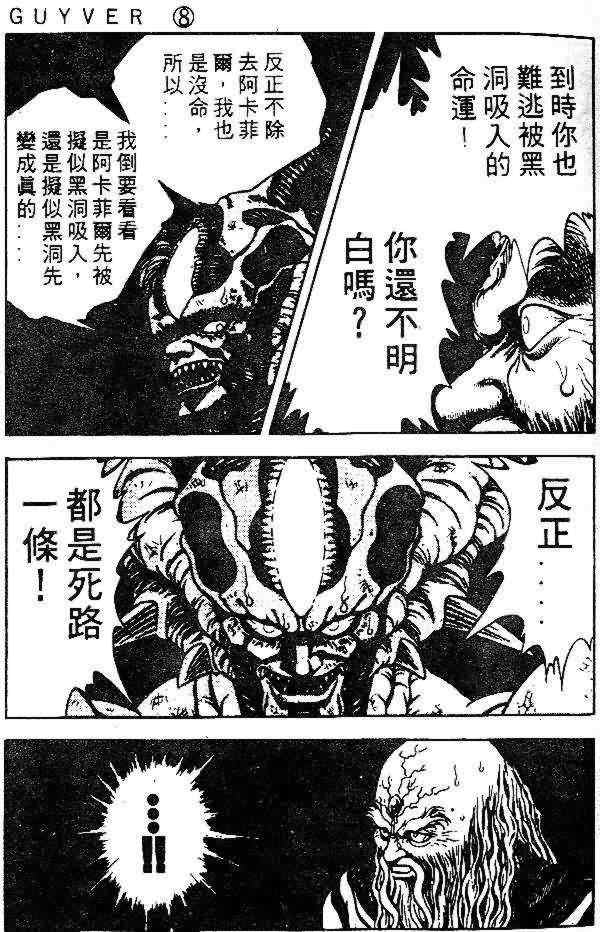 GUYVER ⑧
到時你也
難逃被黑
洞吸入的
命運！
你還不明
白嗎？
反正不除
去阿卡菲
爾，我也
是沒命，
所以……
我倒要看看
是阿卡菲爾先被
擬似黑洞吸入，
還是擬似黑洞先
變成真的……
反正
……
都是死路
一條！
…!!